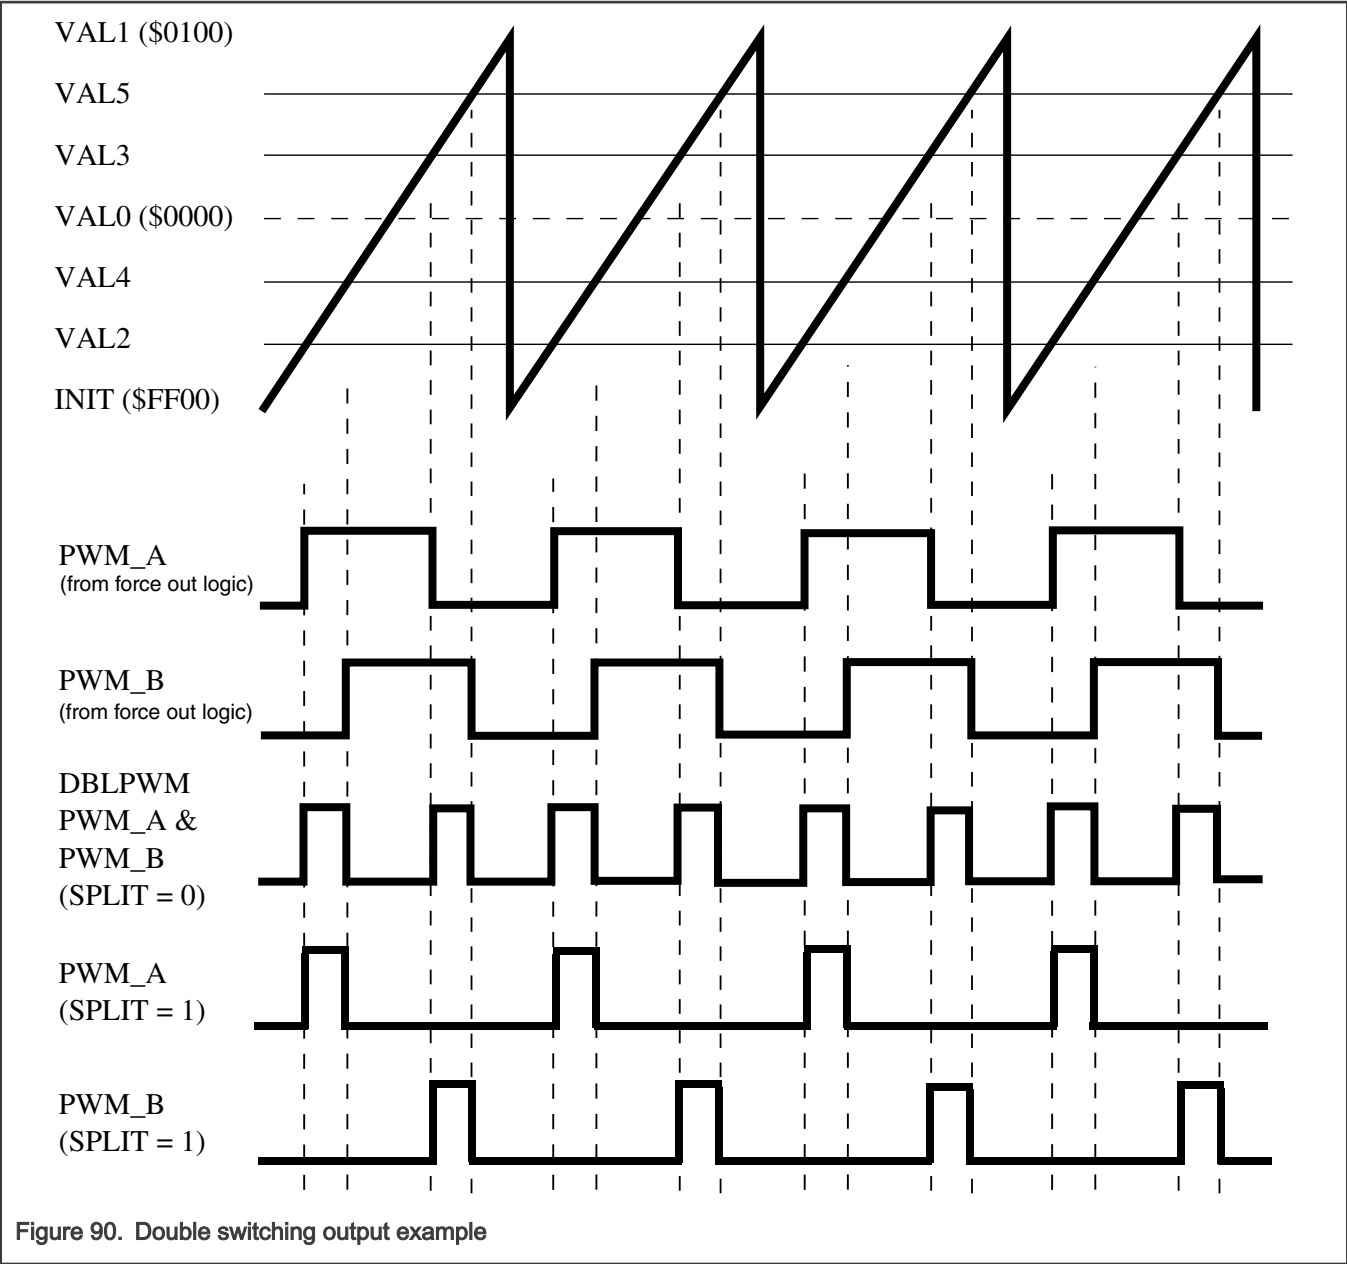 VAL1 ($0100)
VAL5
VAL3
VAL0 ($0000)
VAL4
VAL2
INIT ($FF00)
PWM_A
(from force out logic)
PWM_B
(from force out logic)
DBLPWM
PWM_A &
PWM_B
(SPLIT = 0)
PWM_A
(SPLIT = 1)
PWM_B
(SPLIT = 1)
Figure 90. Double switching output example